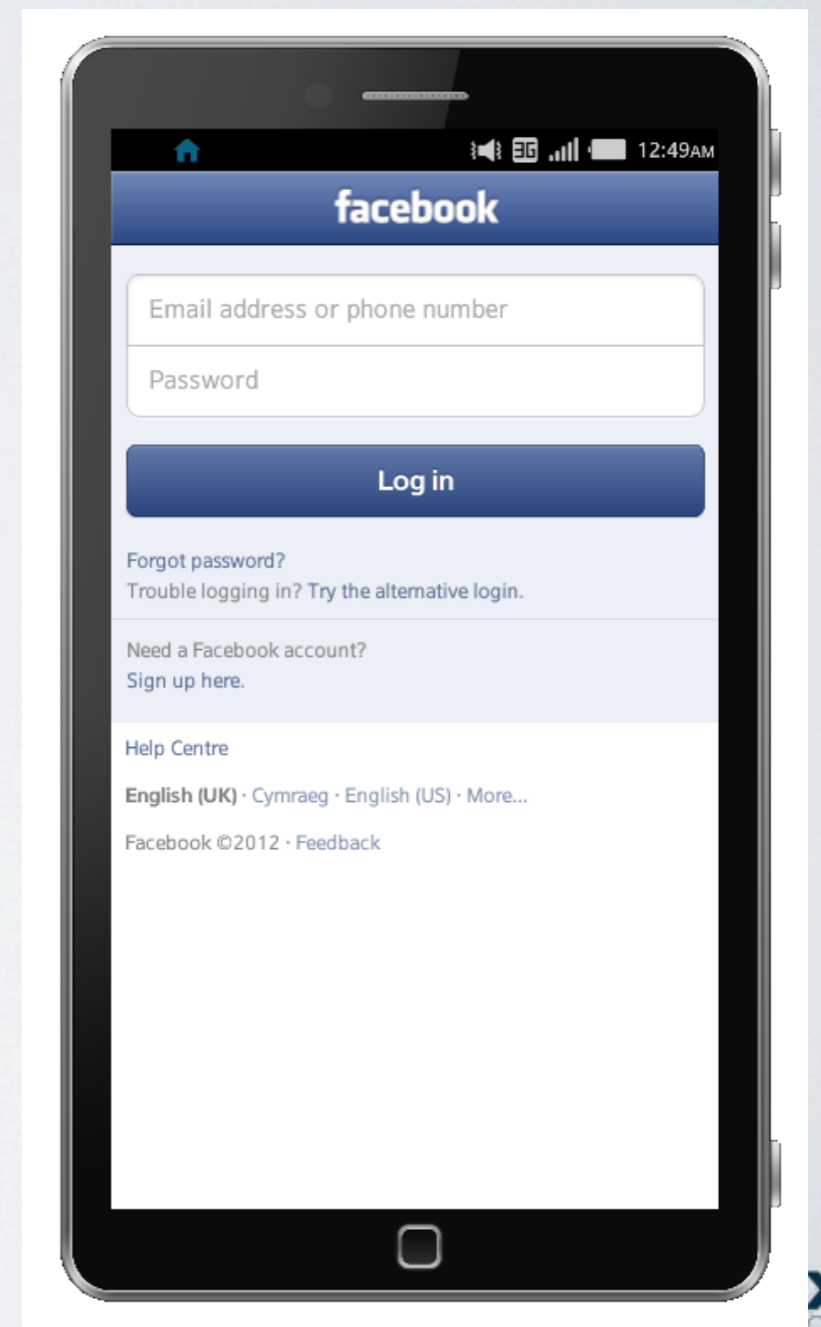 3G 12:49AM
facebook
Email address or phone number
Password
Log in
Forgot password?
Trouble logging in? Try the alternative login.
Need a Facebook account?
Sign up here.
Help Centre
English (UK) · Cymraeg · English (US) · More...
Facebook ©2012 · Feedback